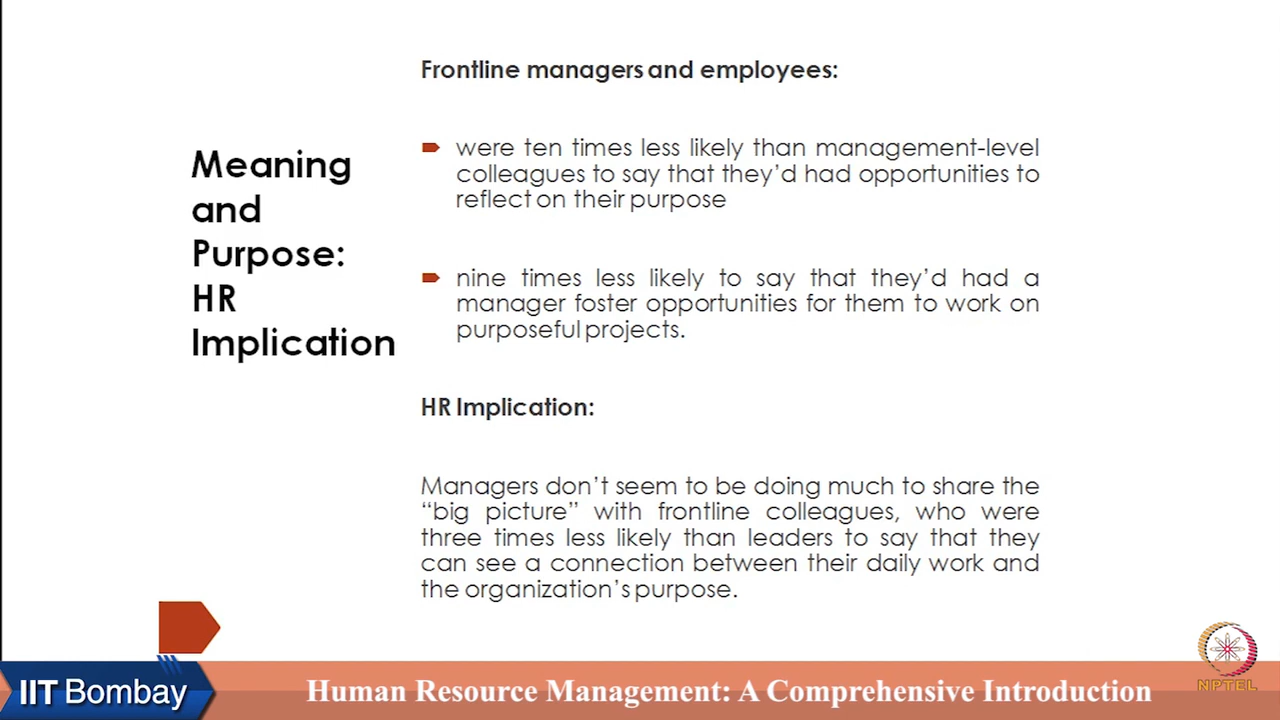 Meaning
and
Purpose:
HR
Implication
Frontline managers and employees:
were ten times less likely than management-level
colleagues to say that they’d had opportunities to
reflect on their purpose
nine times less likely to say that they’d had a
manager foster opportunities for them to work on
purposeful projects.
HR Implication:
Managers don’t seem to be doing much to share the
“big picture” with frontline colleagues, who were
three times less likely than leaders to say that they
can see a connection between their daily work and
the organization’s purpose.
NPTEL
IIT Bombay
Human Resource Management: A Comprehensive Introduction